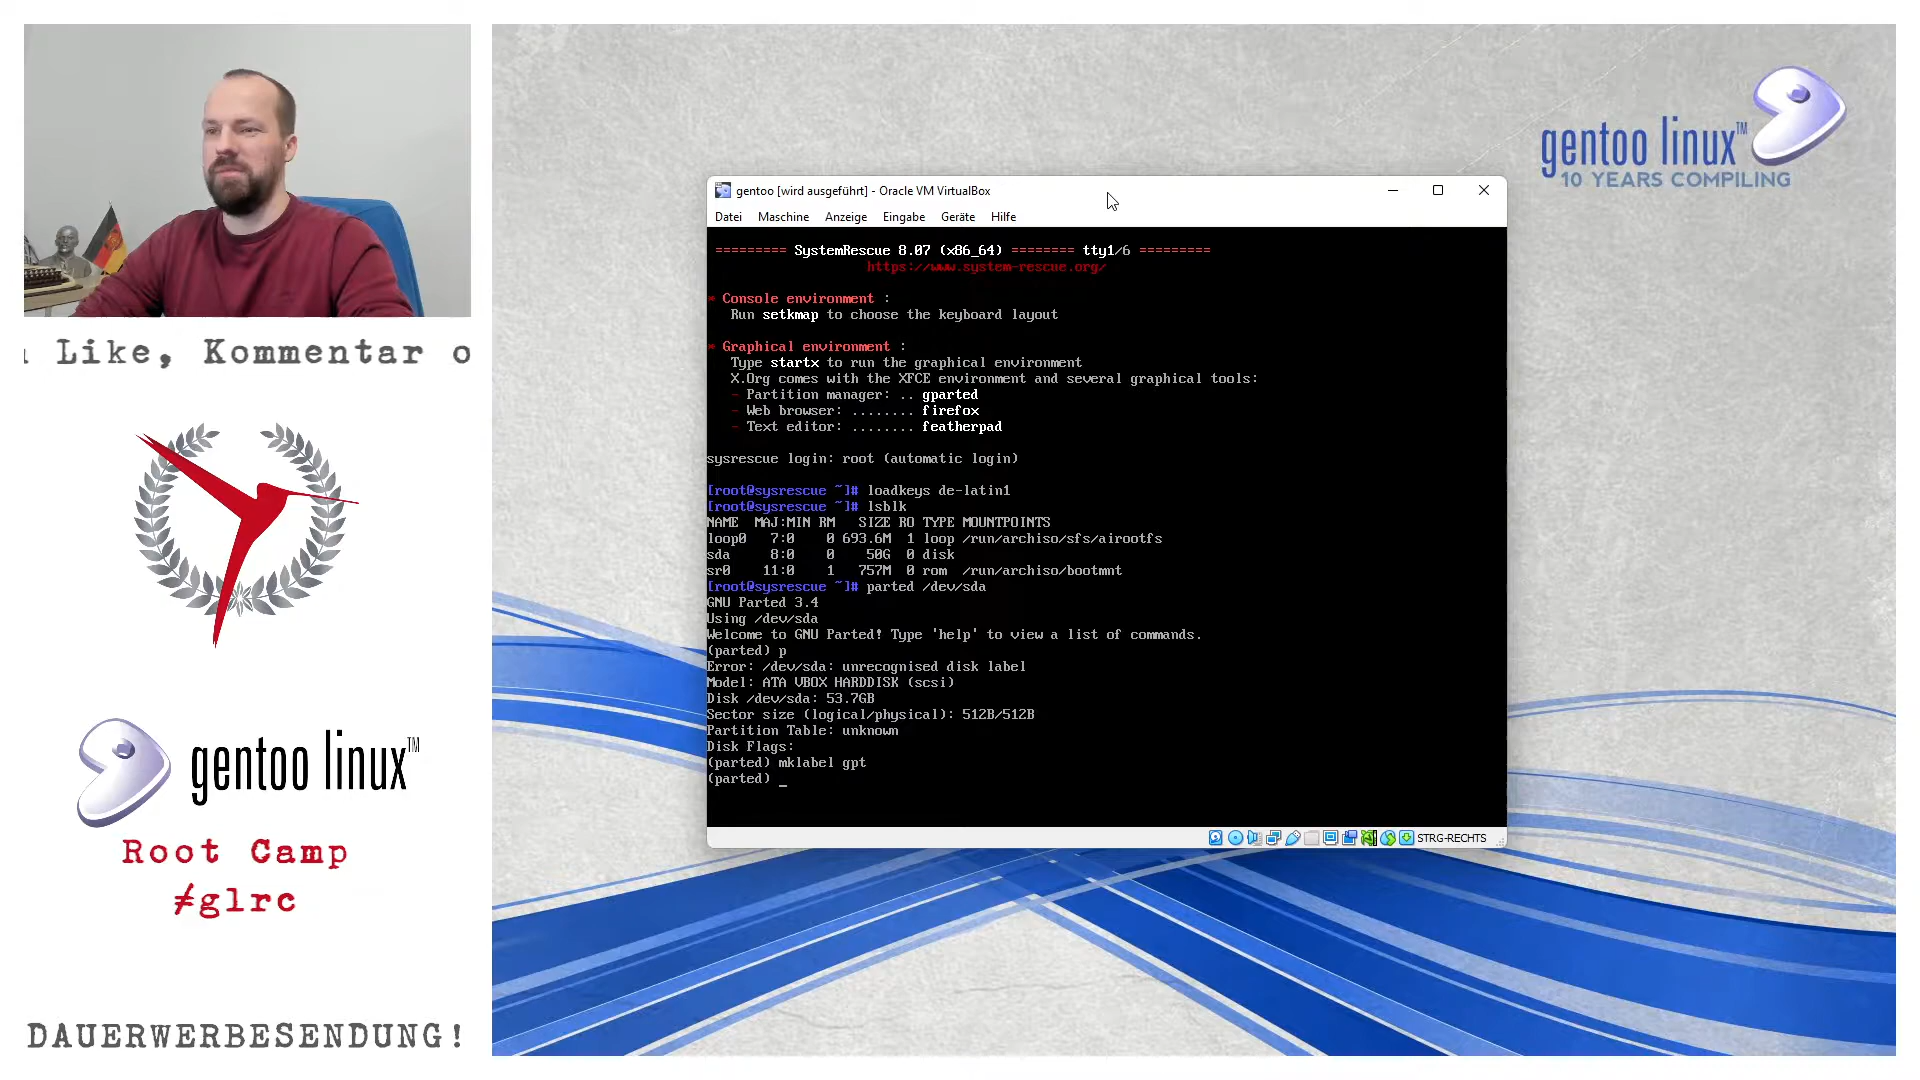 Like, Kommentar o
gentoo linux™
Root Camp
#glrc
DAUERWERBESENDUNG!
gentoo linux™
10 YEARS COMPILING
gentoo [wird ausgeführt] - Oracle VM VirtualBox
Datei Maschine Anzeige Eingabe Geräte Hilfe
========= SystemRescue 8.07 (x86_64) ======== tty1/6 =========
https://www.system-rescue.org/
* Console environment :
Run setkmap to choose the keyboard layout
* Graphical environment :
Type startx to run the graphical environment
X.Org comes with the XFCE environment and several graphical tools:
- Partition manager: .. gparted
- Web browser: ........ firefox
- Text editor: ........ featherpad
sysrescue login: root (automatic login)
[root@sysrescue ~]# loadkeys de-latin1
[root@sysrescue ~]# lsblk
NAME MAJ:MIN RM SIZE RO TYPE MOUNTPOINTS
loop0 7:0 0 693.6M 1 loop /run/archiso/sfs/airootfs
sda 8:0 0 50G 0 disk
sr0 11:0 1 757M 0 rom /run/archiso/bootmnt
[root@sysrescue ~]# parted /dev/sda
GNU Parted 3.4
Using /dev/sda
Welcome to GNU Parted! Type 'help' to view a list of commands.
(parted) p
Error: /dev/sda: unrecognised disk label
Model: ATA VBOX HARDDISK (scsi)
Disk /dev/sda: 53.7GB
Sector size (logical/physical): 512B/512B
Partition Table: unknown
Disk Flags:
(parted) mklabel gpt
(parted) _
STRG-RECHTS